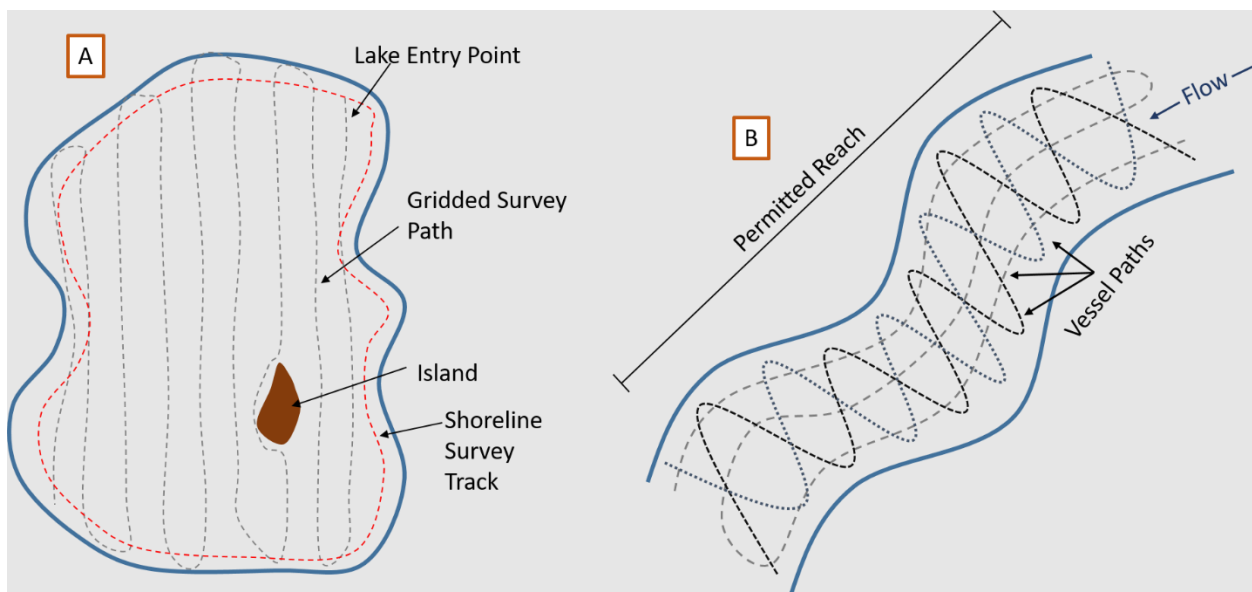 A
Lake Entry Point
Gridded Survey
Path
Island
Shoreline
Survey
Track
B
Permitted Reach
Flow
Vessel Paths